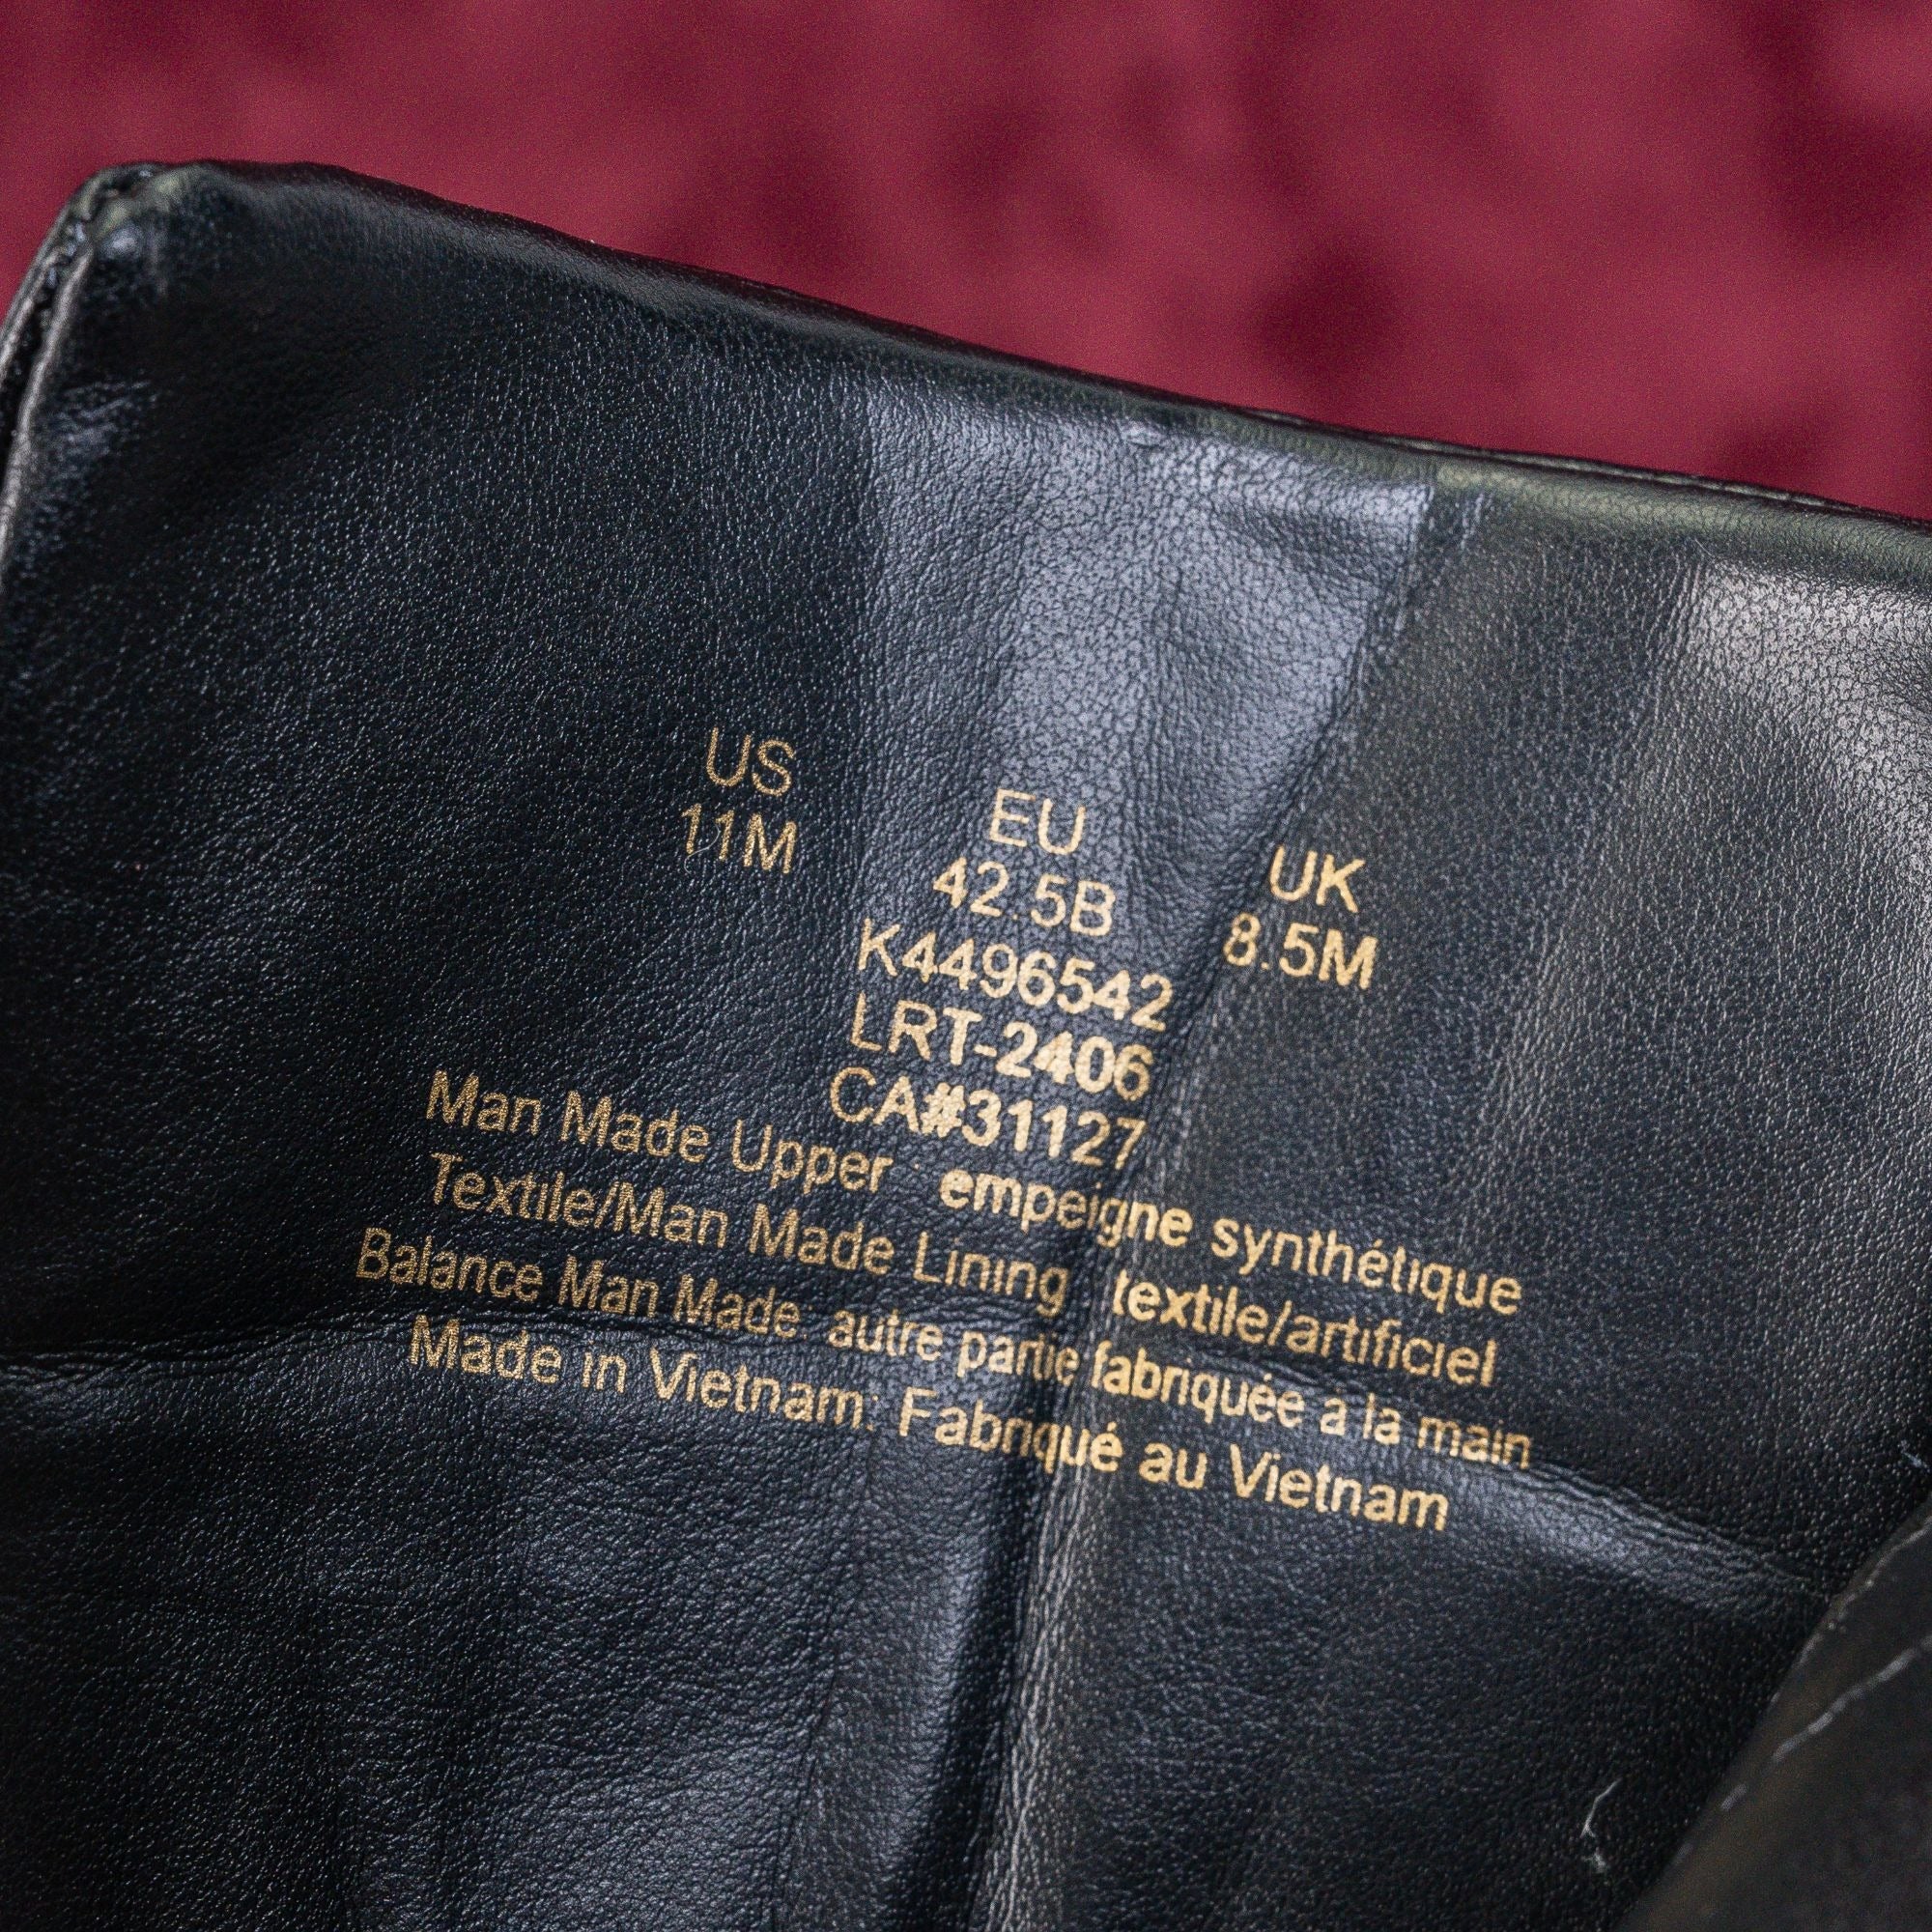 US EU UK
11M 42.5B 8.5M
K4496542
LRT-2406
CA#31127
Man Made Upper empeigne synthétique
Textile/Man Made Lining textile/artificiel
Balance Man Made: autre partie fabriquée a la main
Made in Vietnam: Fabriqué au Vietnam